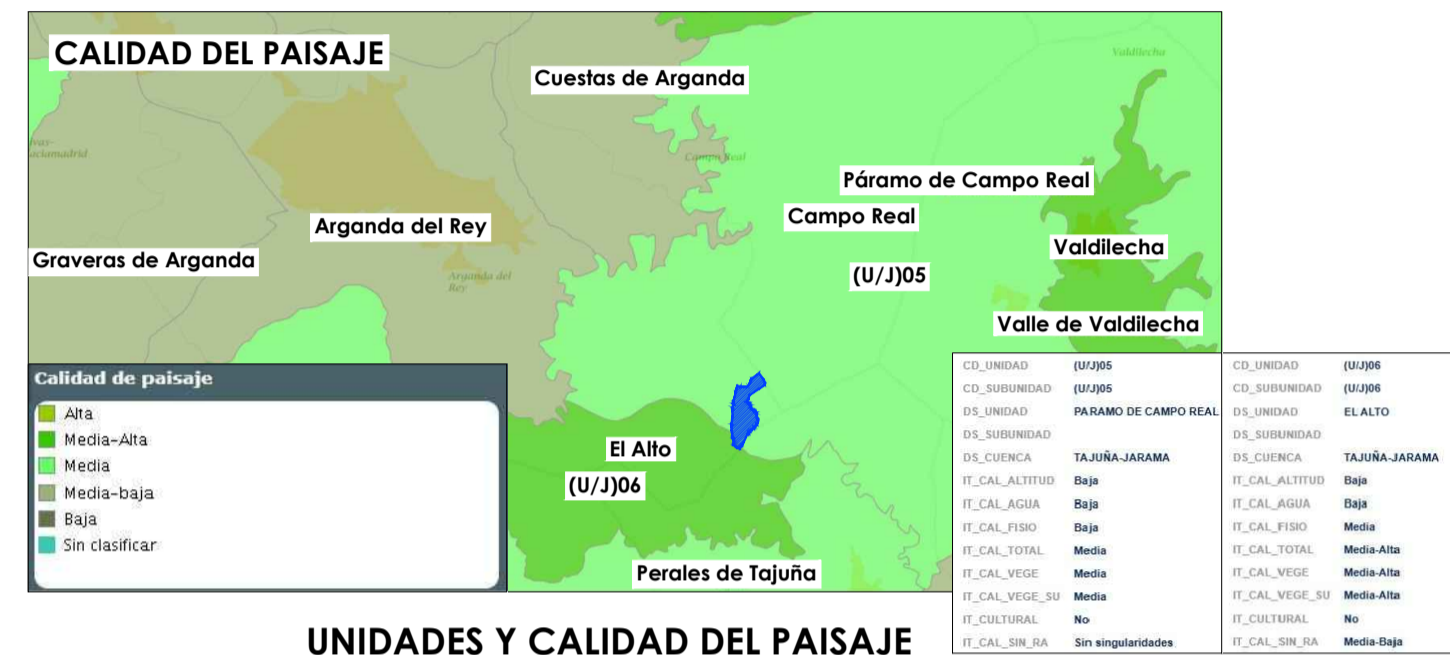 CALIDAD DEL PAISAJE
Cuestas de Arganda
Valdilecha
Campo Real
Páramo de Campo Real
Campo Real
Arganda del Rey
Graveras de Arganda
Valdilecha
Arganda del
Rey
(U/J)05
Valle de Valdilecha
El Alto
(U/J)06
Perales de Tajuña
Calidad de paisaje
Alta
Media-Alta
Media
Media-baja
Baja
Sin clasificar
CD_UNIDAD (U/J)05
CD_SUBUNIDAD (U/J)05
DS_UNIDAD PARAMO DE CAMPO REAL
DS_SUBUNIDAD
DS_CUENCA TAJUÑA-JARAMA
IT_CAL_ALTITUD Baja
IT_CAL_AGUA Baja
IT_CAL_FISIO Baja
IT_CAL_TOTAL Media
IT_CAL_VEGE Media
IT_CAL_VEGE_SU Media
IT_CULTURAL No
IT_CAL_SIN_RA Sin singularidades
CD_UNIDAD (U/J)06
CD_SUBUNIDAD (U/J)06
DS_UNIDAD EL ALTO
DS_SUBUNIDAD
DS_CUENCA TAJUÑA-JARAMA
IT_CAL_ALTITUD Baja
IT_CAL_AGUA Baja
IT_CAL_FISIO Media
IT_CAL_TOTAL Media-Alta
IT_CAL_VEGE Media-Alta
IT_CAL_VEGE_SU Media-Alta
IT_CULTURAL No
IT_CAL_SIN_RA Media-Baja
UNIDADES Y CALIDAD DEL PAISAJE